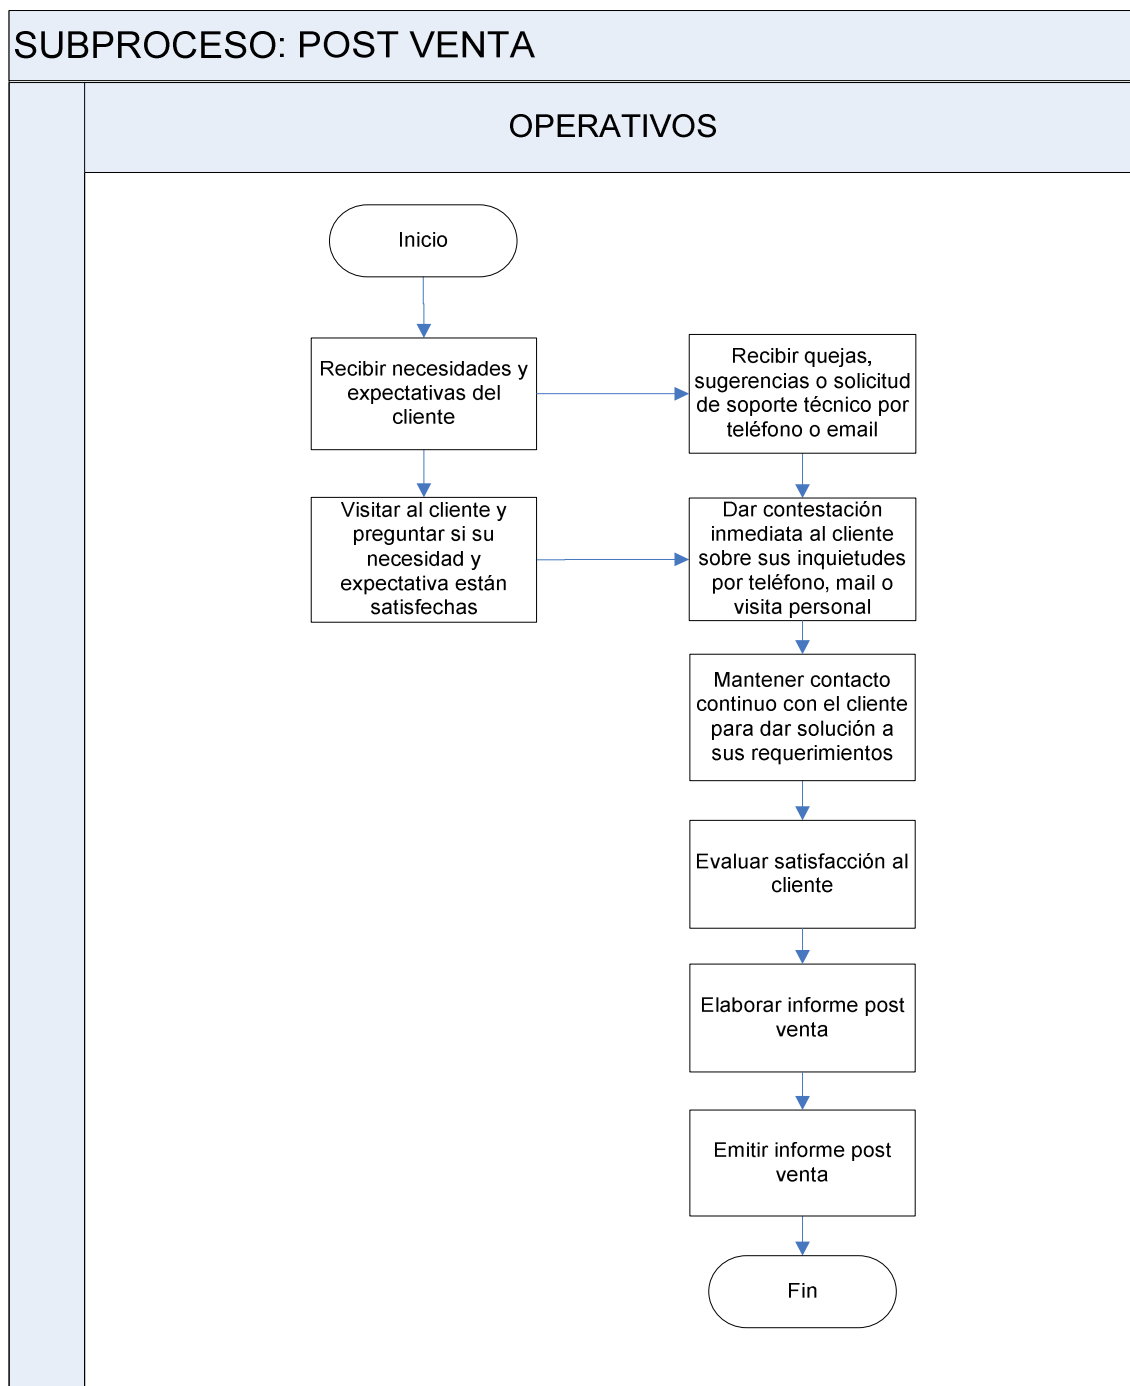 SUBPROCESO: POST VENTA
OPERATIVOS
Inicio
Recibir necesidades y
expectativas del
cliente
Recibir quejas,
sugerencias o solicitud
de soporte técnico por
teléfono o email
Visitar al cliente y
preguntar si su
necesidad y
expectativa están
satisfechas
Dar contestación
inmediata al cliente
sobre sus inquietudes
por teléfono, mail o
visita personal
Mantener contacto
continuo con el cliente
para dar solución a
sus requerimientos
Evaluar satisfacción al
cliente
Elaborar informe post
venta
Emitir informe post
venta
Fin